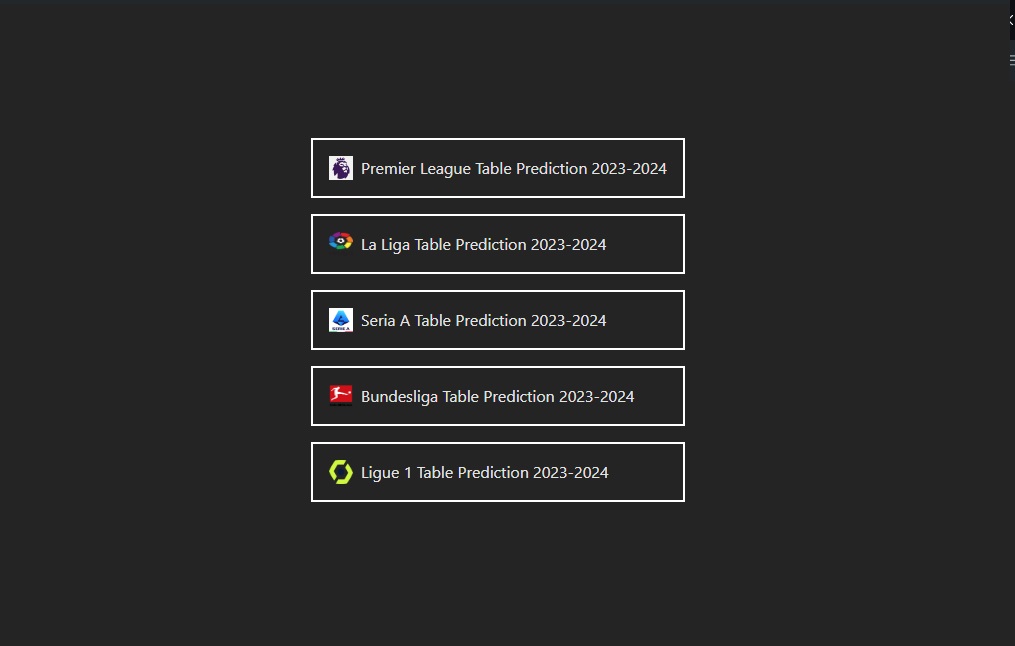 Premier League Table Prediction 2023-2024
La Liga Table Prediction 2023-2024
Seria A Table Prediction 2023-2024
Bundesliga Table Prediction 2023-2024
Ligue 1 Table Prediction 2023-2024